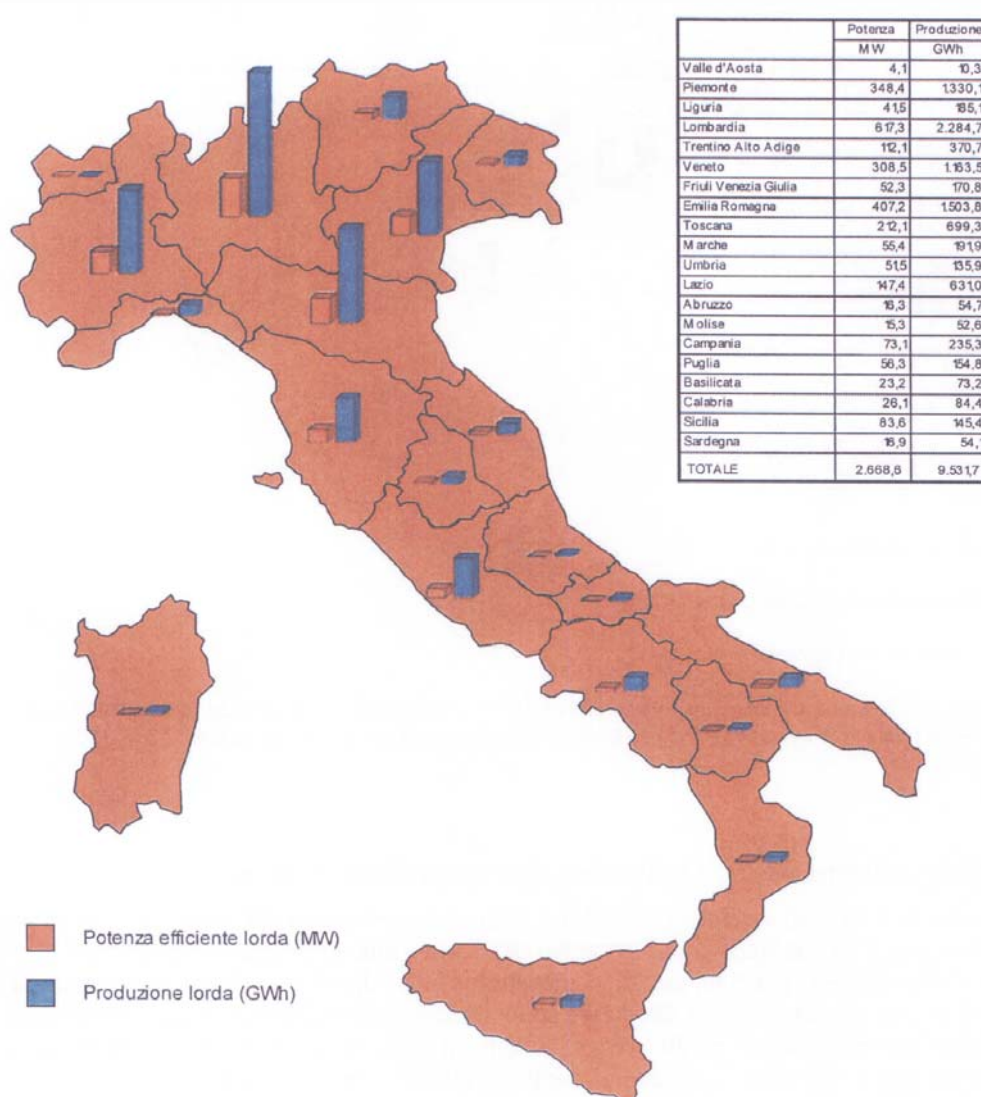 Potenza Produzione
MW GWh
Valle d'Aosta 4,1 10,3
Piemonte 348,4 1.330,1
Liguria 41,5 185,1
Lombardia 617,3 2.284,7
Trentino Alto Adige 112,1 370,7
Veneto 308,5 1.163,5
Friuli Venezia Giulia 52,3 170,8
Emilia Romagna 407,2 1.503,8
Toscana 212,1 699,3
Marche 55,4 191,9
Umbria 51,5 135,9
Lazio 147,4 631,0
Abruzzo 16,3 54,7
Molise 15,3 52,6
Campania 73,1 235,3
Puglia 56,3 154,8
Basilicata 23,2 73,2
Calabria 26,1 84,4
Sicilia 83,6 145,4
Sardegna 16,9 54,1
TOTALE 2.668,6 9.531,7
Potenza efficiente lorda (MW)
Produzione lorda (GWh)